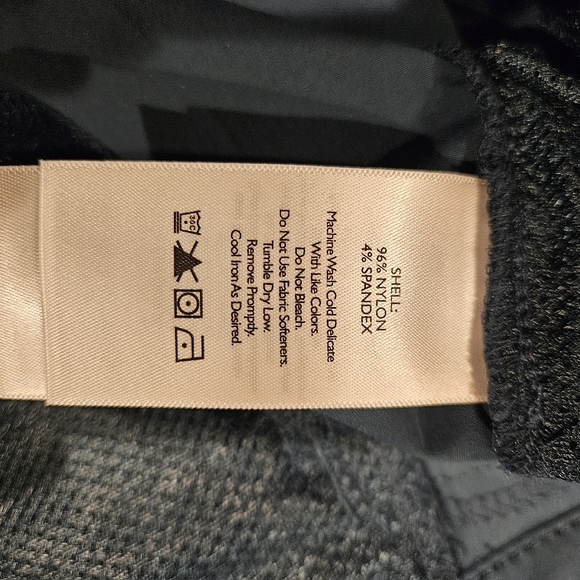 SHELL:
96% NYLON
4% SPANDEX
Machine Wash Cold Delicate
With Like Colors.
Do Not Bleach.
Do Not Use Fabric Softeners.
Tumble Dry Low.
Remove Promptly.
Cool Iron As Desired.
30C